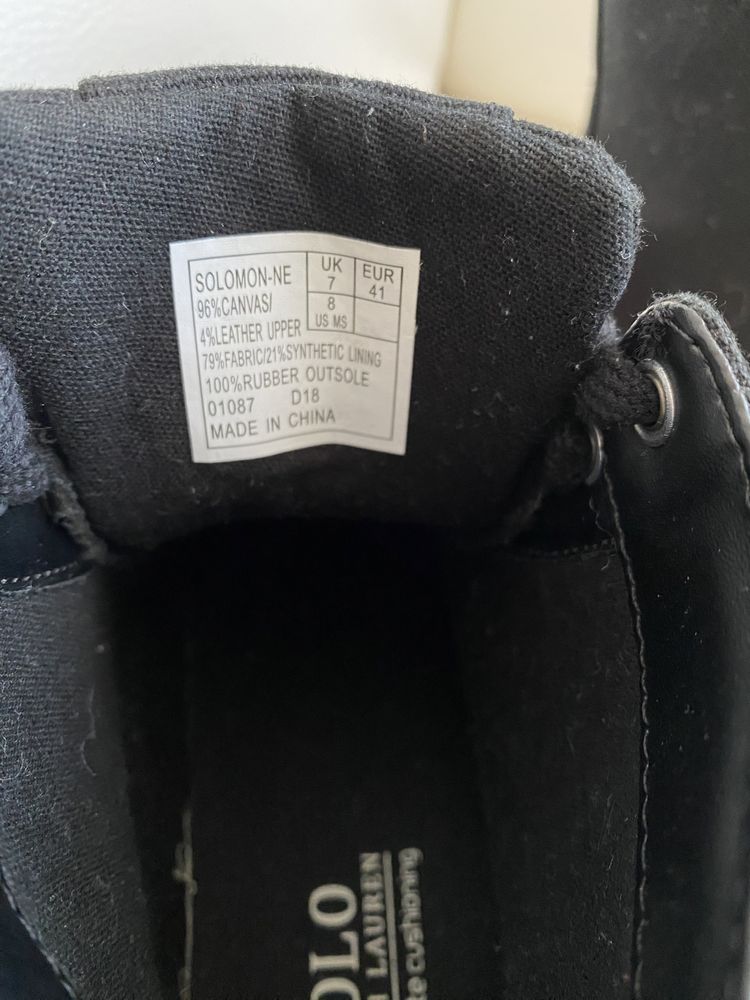 SOLOMON-NE
UK
7
EUR
41
96%CANVAS/
8
US MS
4%LEATHER UPPER
79%FABRIC/21%SYNTHETIC LINING
100%RUBBER OUTSOLE
01087 D18
MADE IN CHINA
OLO
LAUREN
cushioning